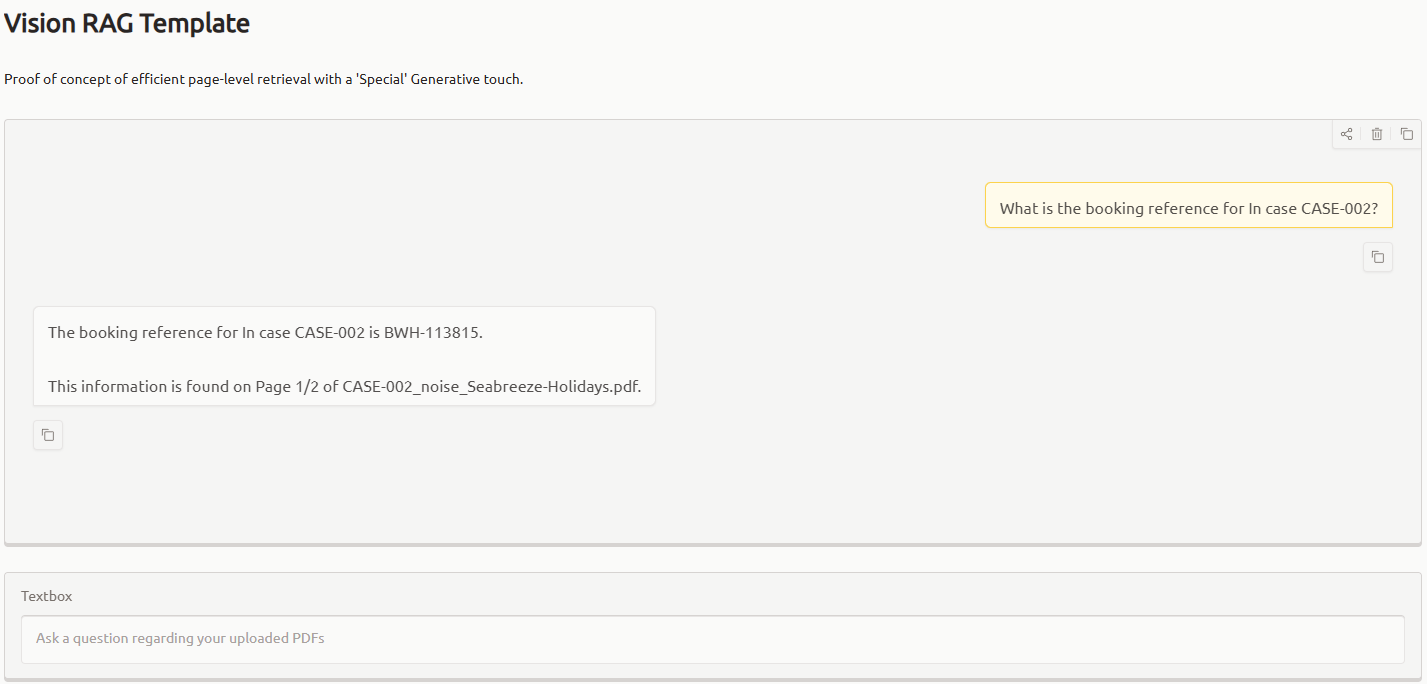 Vision RAG Template
Proof of concept of efficient page-level retrieval with a 'Special' Generative touch.
What is the booking reference for In case CASE-002?
The booking reference for In case CASE-002 is BWH-113815.
This information is found on Page 1/2 of CASE-002_noise_Seabreeze-Holidays.pdf.
Textbox
Ask a question regarding your uploaded PDFs